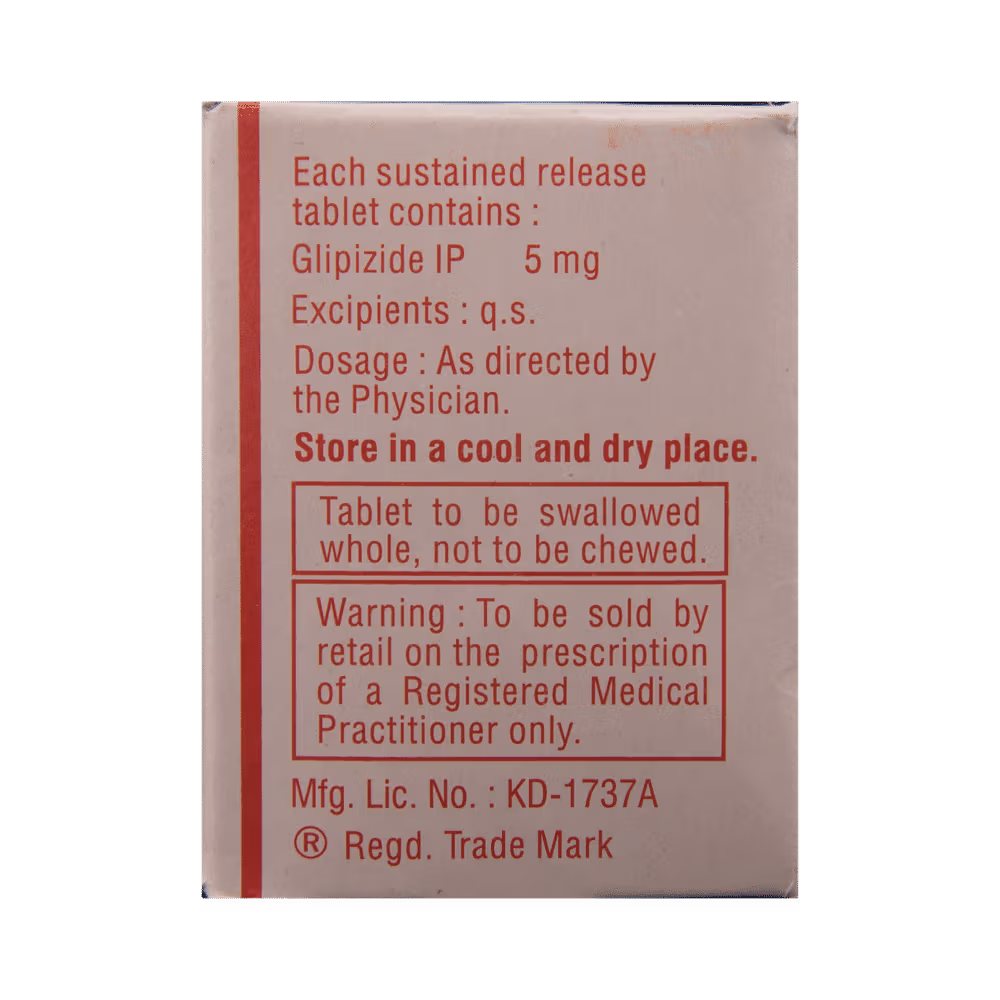 Each sustained release
tablet contains :
Glipizide IP 5 mg
Excipients : q.s.
Dosage : As directed by
the Physician.
Store in a cool and dry place.
Tablet to be swallowed
whole, not to be chewed.
Warning : To be sold by
retail on the prescription
of a Registered Medical
Practitioner only.
Mfg. Lic. No. : KD-1737A
® Regd. Trade Mark